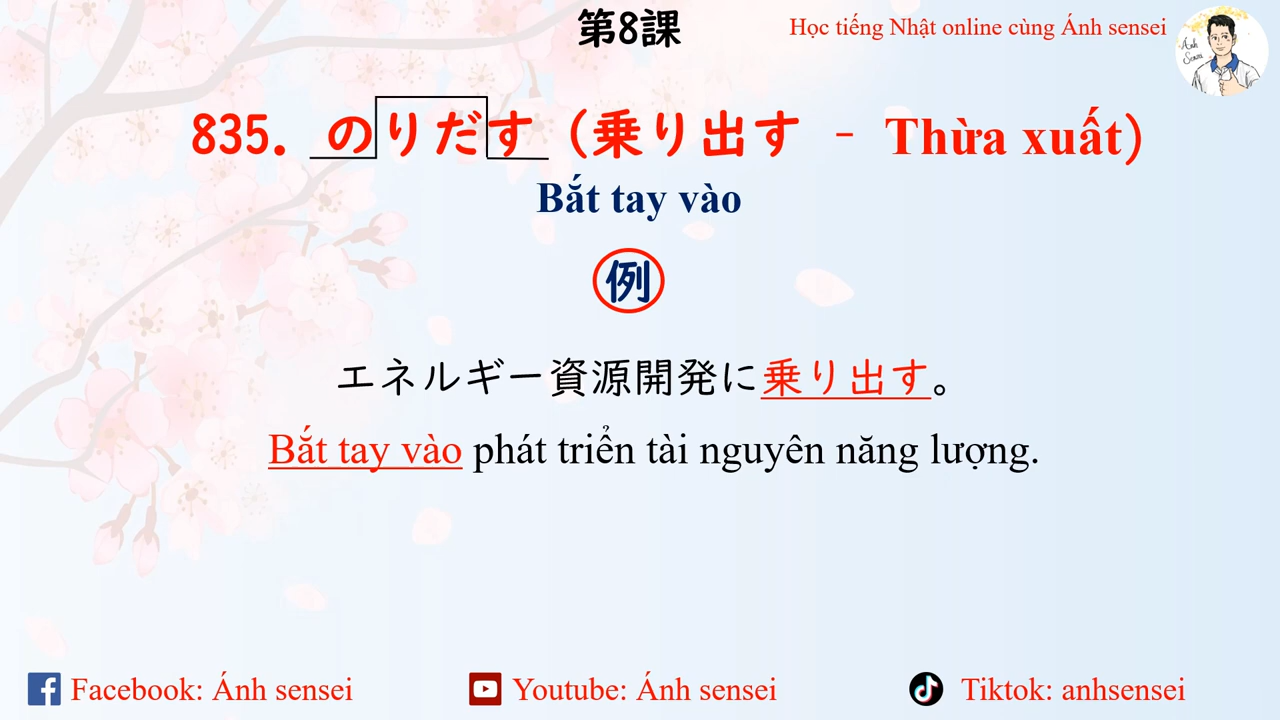 第8課
Học tiếng Nhật online cùng Ánh sensei
Ánh Sensei
835. のりだす (乗り出す - Thừa xuất)
Bắt tay vào
例
エネルギー資源開発に乗り出す。
Bắt tay vào phát triển tài nguyên năng lượng.
Facebook: Ánh sensei
Youtube: Ánh sensei
Tiktok: anhsensei